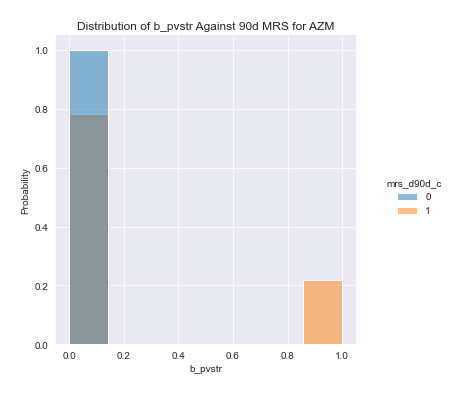 Distribution of b_pvstr Against 90d MRS for AZM
1.0
0.8
0.6
0.4
0.2
0.0
Probability
0.0 0.2 0.4 0.6 0.8 1.0
b_pvstr
mrs_d90d_c
0
1